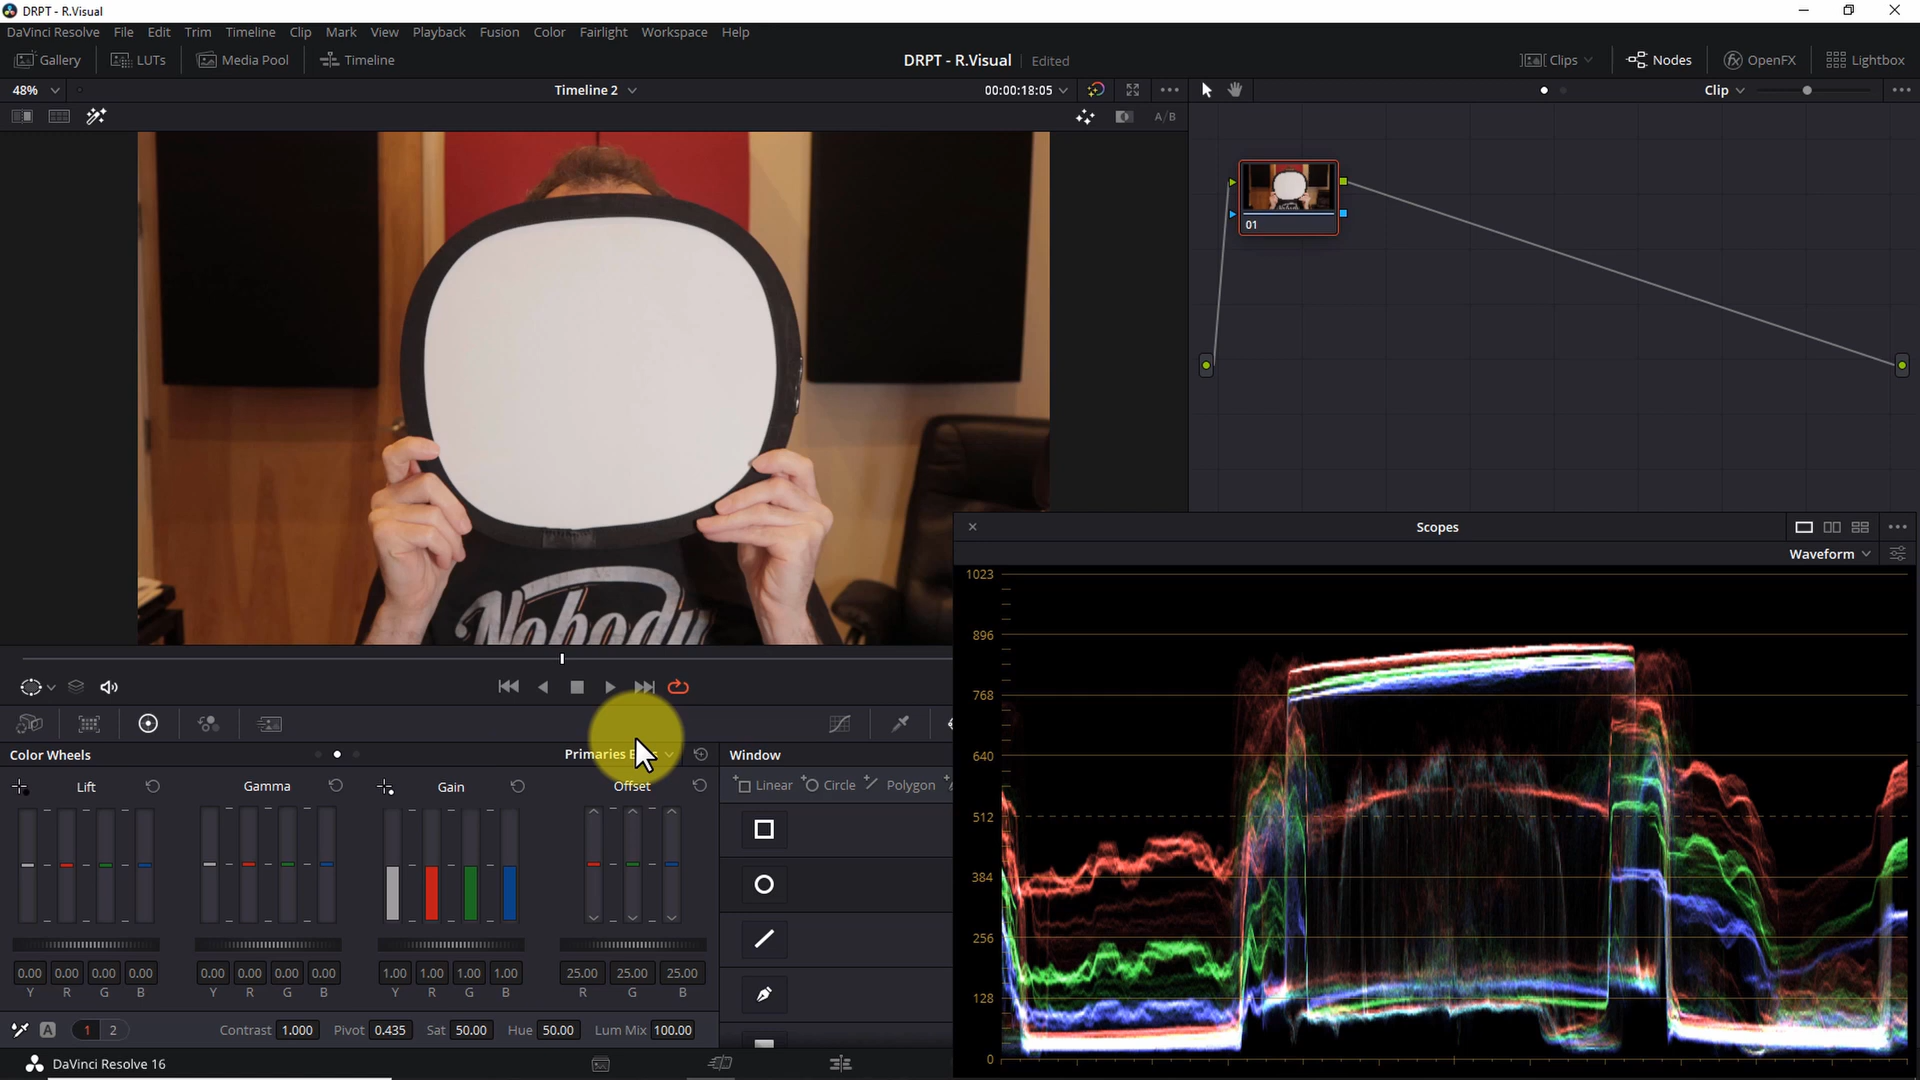 DRPT - R.Visual
DaVinci Resolve File Edit Trim Timeline Clip Mark View Playback Fusion Color Fairlight Workspace Help
Gallery LUTs Media Pool Timeline DRPT - R.Visual Edited Clips Nodes OpenFX Lightbox
48% Timeline 2 00:00:18:05 Clip
A/B
01
Nobody
Scopes
Waveform
1023
896
768
640
512
384
256
128
0
Color Wheels Primaries Window
Lift Gamma Gain Offset Linear Circle Polygon
0.00 0.00 0.00 0.00 0.00 0.00 0.00 0.00 1.00 1.00 1.00 1.00 25.00 25.00 25.00
Y R G B Y R G B Y R G B R G B
A 1 2 Contrast 1.000 Pivot 0.435 Sat 50.00 Hue 50.00 Lum Mix 100.00
DaVinci Resolve 16